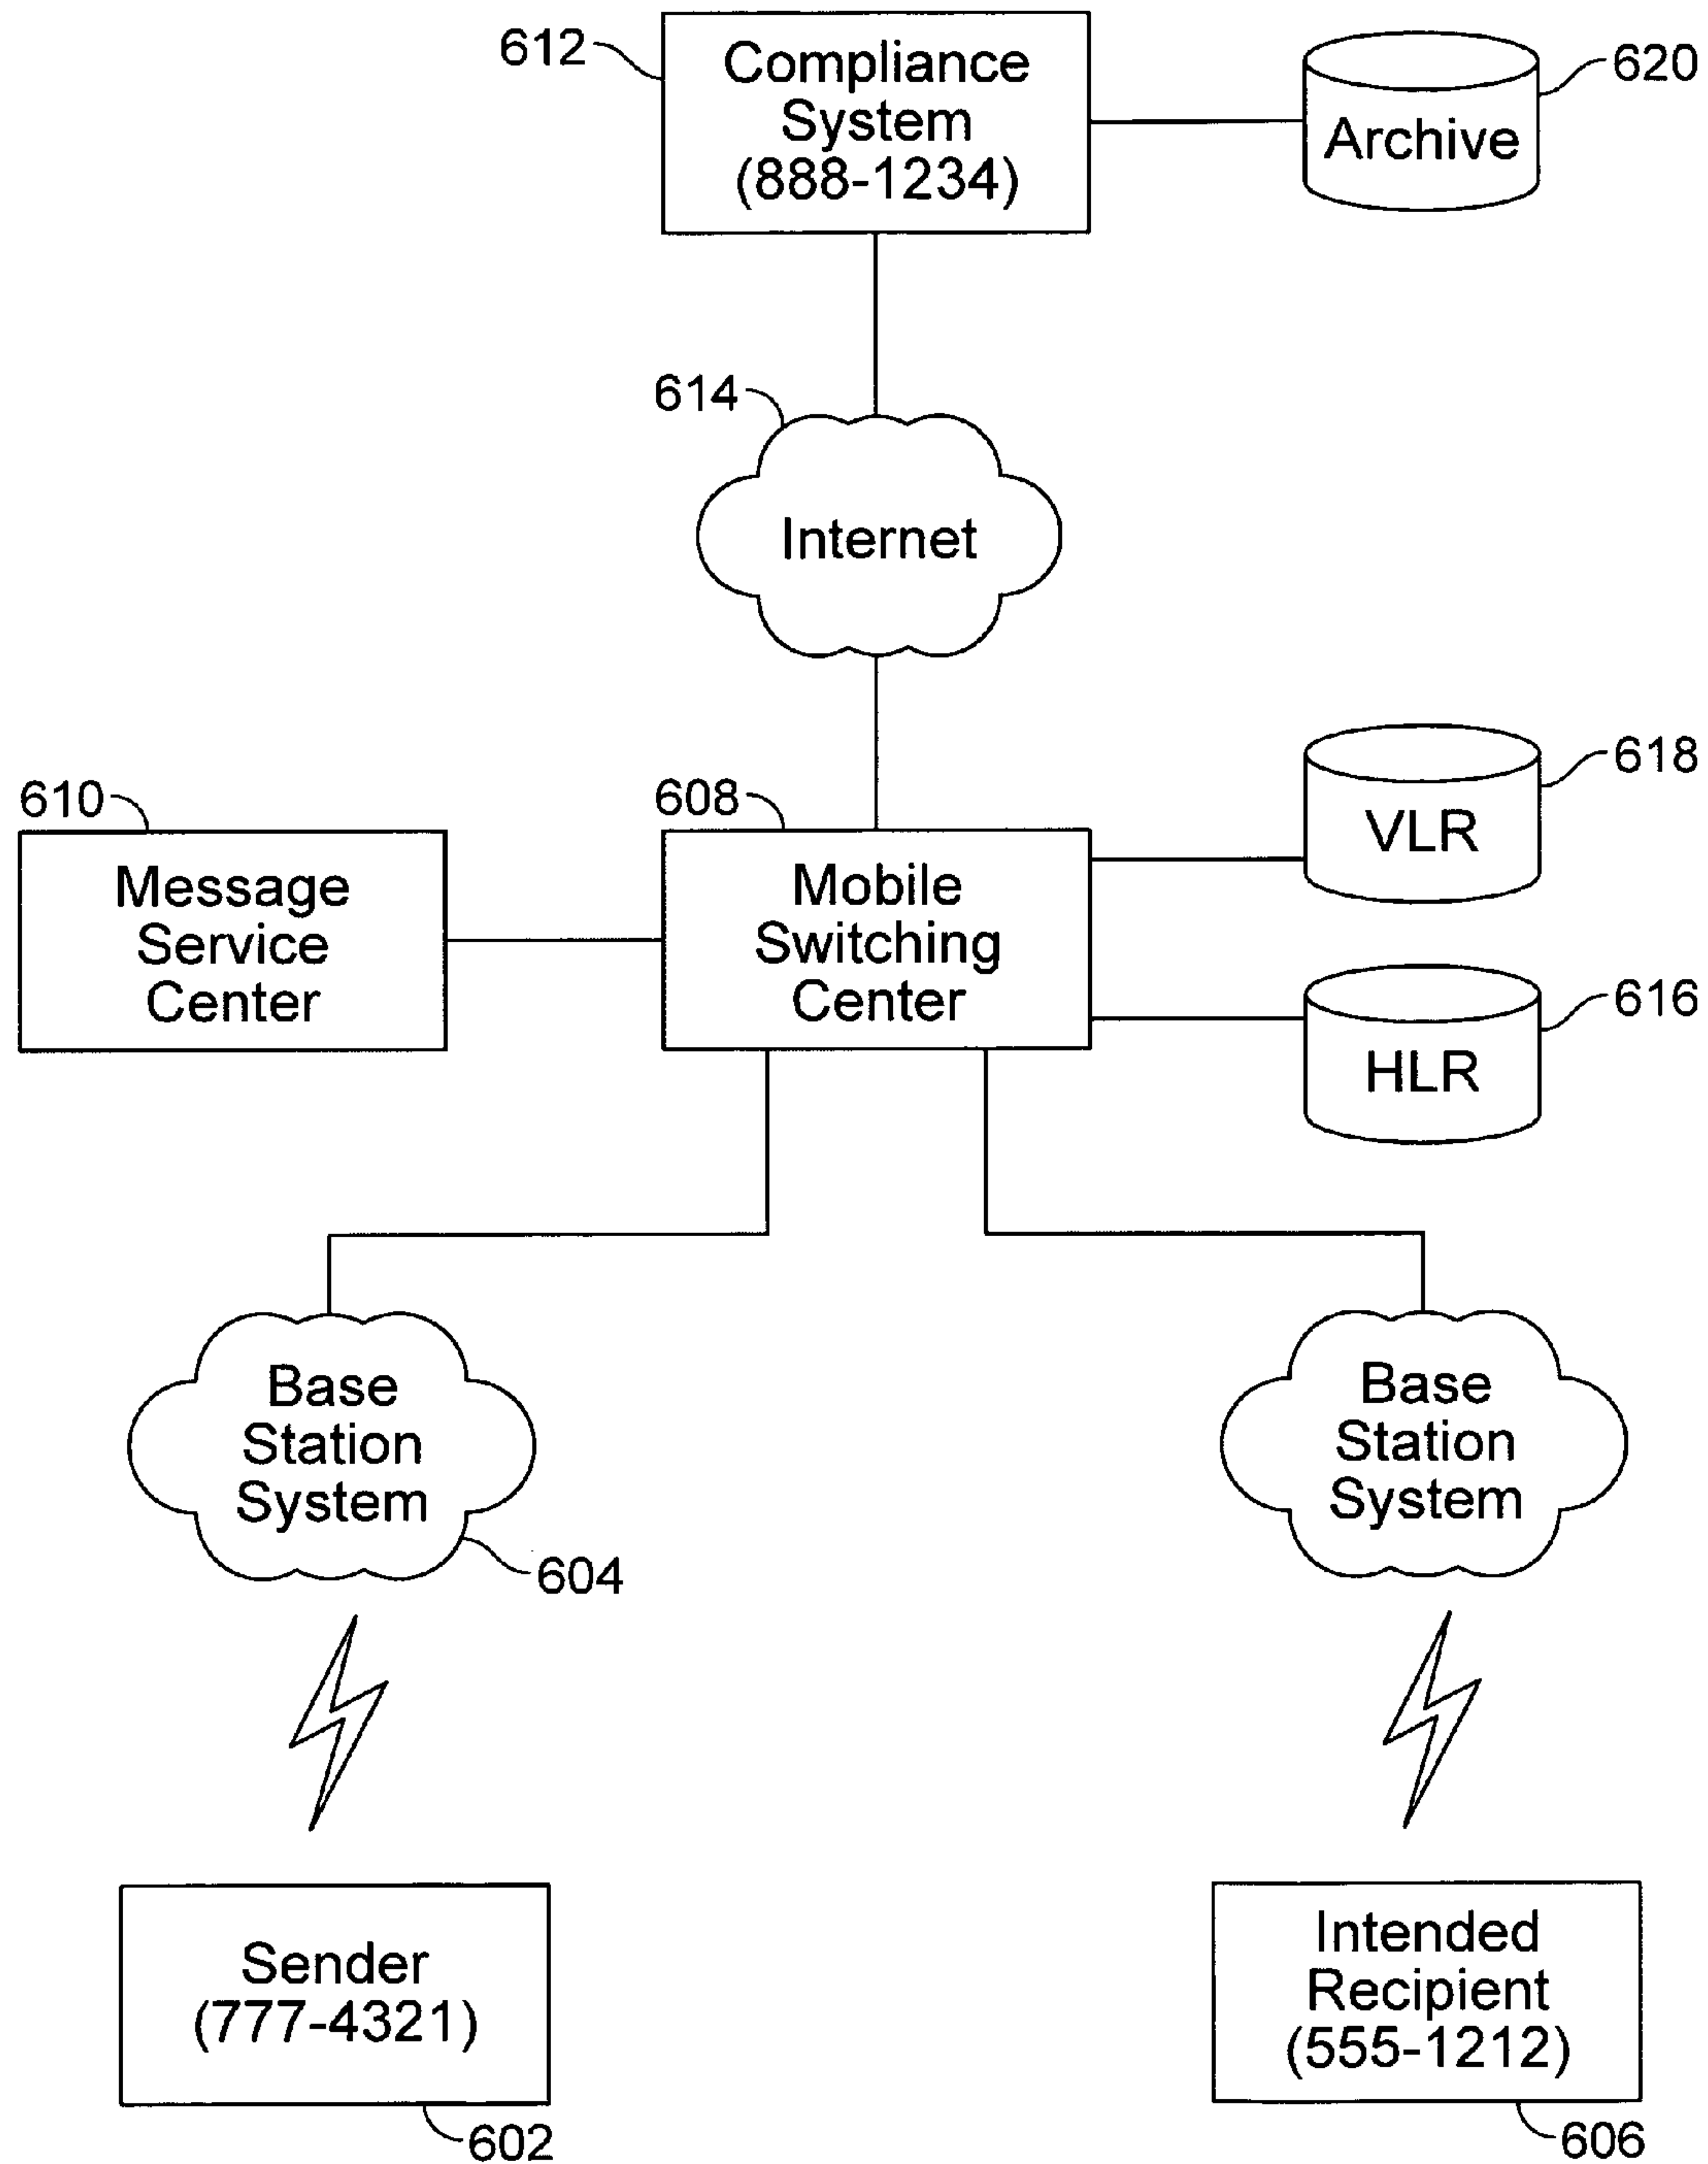 612
Compliance
System
(888-1234)
Archive
620
614
Internet
610
Message
Service
Center
608
Mobile
Switching
Center
VLR
618
HLR
616
Base
Station
System
604
Base
Station
System
Sender
(777-4321)
602
Intended
Recipient
(555-1212)
606